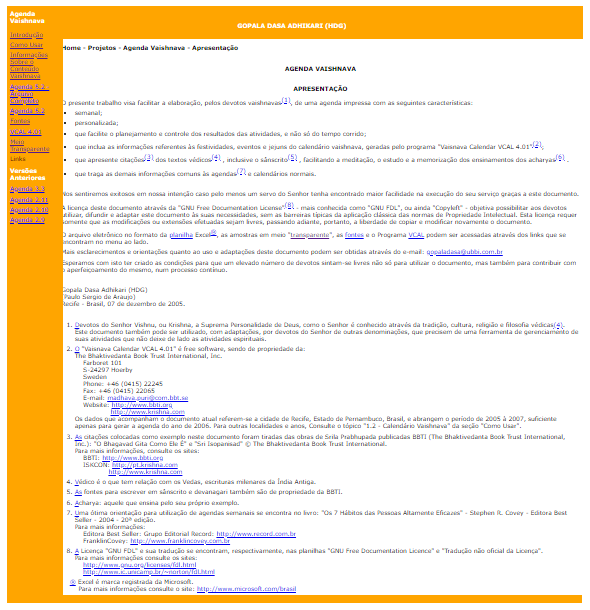 Agenda
Vaishnava
Introdução
Como Usar
Informações
Sobre o
Conteúdo
Vaishnava
Agenda 5.2 -
Arquivo
Completo
Agenda 5.2
Fontes
VCAL 4.01
Meio
Transparente
Links
Versões
Anteriores
Agenda 3.3
Agenda 2.11
Agenda 2.10
Agenda 2.9
GOPALA DASA ADHIKARI (HDG)
Home - Projetos - Agenda Vaishnava - Apresentação
AGENDA VAISHNAVA
APRESENTAÇÃO
O presente trabalho visa facilitar a elaboração, pelos devotos vaishnavas(1), de uma agenda impressa com as seguintes características:
semanal;
personalizada;
que facilite o planejamento e controle dos resultados das atividades, e não só do tempo corrido;
que inclua as informações referentes às festividades, eventos e jejuns do calendário vaishnava, geradas pelo programa "Vaisnava Calendar VCAL 4.01"(2).
que apresente citações(3) dos textos védicos(4), inclusive o sânscrito(5), facilitando a meditação, o estudo e a memorização dos ensinamentos dos acharyas(6).
que traga as demais informações comuns às agendas(7) e calendários normais.
Nos sentiremos exitosos em nossa intenção caso pelo menos um servo do Senhor tenha encontrado maior facilidade na execução do seu serviço graças a este documento.
A licença deste documento através da "GNU Free Documentation License"(8) - mais conhecida como "GNU FDL", ou ainda "Copyleft" - objetiva possibilitar aos devotos
utilizar, difundir e adaptar este documento às suas necessidades, sem as barreiras típicas da aplicação clássica das normas de Propriedade Intelectual. Esta licença requer
somente que as modificações ou extensões efetuadas sejam livres, passando adiante, portanto, a liberdade de copiar e modificar novamente o documento.
O arquivo eletrônico no formato da planilha Excel®, as amostras em meio "transparente", as fontes e o Programa VCAL podem ser acessadas através dos links que se
encontram no menu ao lado.
Mais esclarecimentos e orientações quanto ao uso e adaptações deste documento podem ser obtidas através do e-mail: gopaladasa@ubbi.com.br
Esperamos com isto ter criado as condições para que um elevado número de devotos sintam-se livres não só para utilizar o documento, mas também para contribuir com
o aperfeiçoamento do mesmo, num processo contínuo.
Gopala Dasa Adhikari (HDG)
(Paulo Sergio de Araujo)
Recife - Brasil, 07 de dezembro de 2005.
1. Devotos do Senhor Vishnu, ou Krishna, a Suprema Personalidade de Deus, como o Senhor é conhecido através da tradição, cultura, religião e filosofia védicas(4).
Este documento também pode ser utilizado, com adaptações, por devotos do Senhor de outras denominações, que precisem de uma ferramenta de gerenciamento de
suas atividades que não deixe de lado as atividades espirituais.
2. O "Vaisnava Calendar VCAL 4.01" é free software, sendo de propriedade da:
The Bhaktivedanta Book Trust International, Inc.
Farboret 101
S-24297 Hoerby
Sweden
Phone: +46 (0415) 22245
Fax: +46 (0415) 22065
E-mail: madhava.puri@com.bbt.se
Website: http://www.bbti.org
http://www.krishna.com
Os dados que acompanham o documento atual referem-se a cidade de Recife, Estado de Pernambuco, Brasil, e abrangem o período de 2005 à 2007, suficiente
apenas para gerar a agenda do ano de 2006. Para outras localidades e anos, Consulte o tópico "1.2 - Calendário Vaishnava" da seção "Como Usar".
3. As citações colocadas como exemplo neste documento foram tiradas das obras de Srila Prabhupada publicadas BBTI (The Bhaktivedanta Book Trust International,
Inc.): "O Bhagavad Gita Como Ele É" e "Sri Isopanisad" © The Bhaktivedanta Book Trust International.
Para mais informações, consulte os sites:
BBTI: http://www.bbti.org
ISKCON: http://pt.krishna.com
http://www.krishna.com
4. Védico é o que tem relação com os Vedas, escrituras milenares da Índia Antiga.
5. As fontes para escrever em sânscrito e devanagari também são de propriedade da BBTI.
6. Acharya: aquele que ensina pelo seu próprio exemplo.
7. Uma ótima orientação para utilização de agendas semanais se encontra no livro: "Os 7 Hábitos das Pessoas Altamente Eficazes" - Stephen R. Covey - Editora Best
Seller - 2004 - 20ª edição.
Para mais informações:
Editora Best Seller: Grupo Editorial Record: http://www.record.com.br
FranklinCovey: http://www.franklincovey.com.br
8. A Licença "GNU FDL" e sua tradução se encontram, respectivamente, nas planilhas "GNU Free Documentation Licence" e "Tradução não oficial da Licença".
Para mais informações consulte os sites:
http://www.gnu.org/licenses/fdl.html
http://www.ic.unicamp.br/~norton/fdl.html
® Excel é marca registrada da Microsoft.
Para mais informações consulte o site: http://www.microsoft.com/brasil